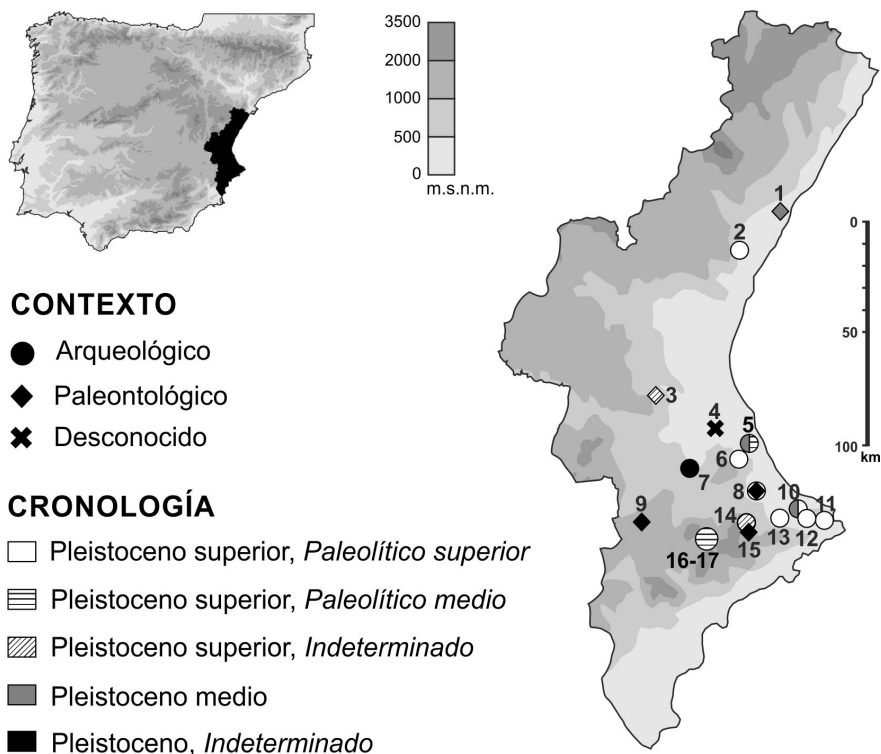 3500
2000
1000
500
0
m.s.n.m.
CONTEXTO
Arqueológico
Paleontológico
Desconocido
CRONOLOGÍA
Pleistoceno superior, Paleolítico superior
Pleistoceno superior, Paleolítico medio
Pleistoceno superior, Indeterminado
Pleistoceno medio
Pleistoceno, Indeterminado
1
2
3
4
5
6
7
8
9
10
11
12
13
14
15
16-17
0
50
100
km